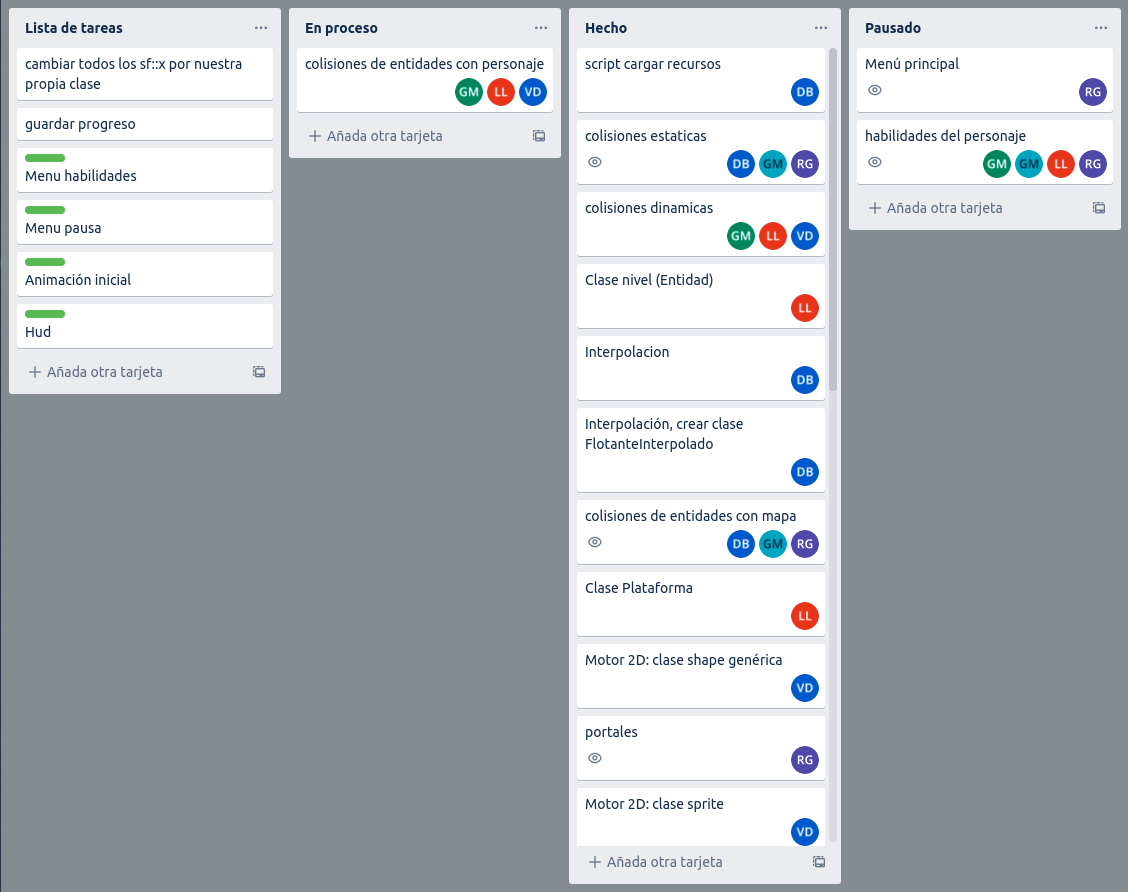 Lista de tareas
cambiar todos los sf::x por nuestra
propia clase
guardar progreso
Menu habilidades
Menu pausa
Animación inicial
Hud
Añada otra tarjeta
En proceso
colisiones de entidades con personaje
GM LL VD
Añada otra tarjeta
Hecho
script cargar recursos
DB
colisiones estaticas
DB GM RG
colisiones dinamicas
GM LL VD
Clase nivel (Entidad)
LL
Interpolacion
DB
Interpolación, crear clase
FlotanteInterpolado
DB
colisiones de entidades con mapa
DB GM RG
Clase Plataforma
LL
Motor 2D: clase shape genérica
VD
portales
RG
Motor 2D: clase sprite
VD
Añada otra tarjeta
Pausado
Menú principal
RG
habilidades del personaje
GM GM LL RG
Añada otra tarjeta